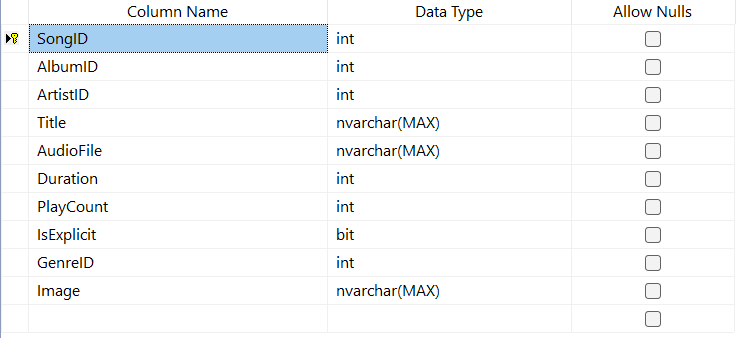 Column Name Data Type Allow Nulls
SongID int
AlbumID int
ArtistID int
Title nvarchar(MAX)
AudioFile nvarchar(MAX)
Duration int
PlayCount int
IsExplicit bit
GenreID int
Image nvarchar(MAX)